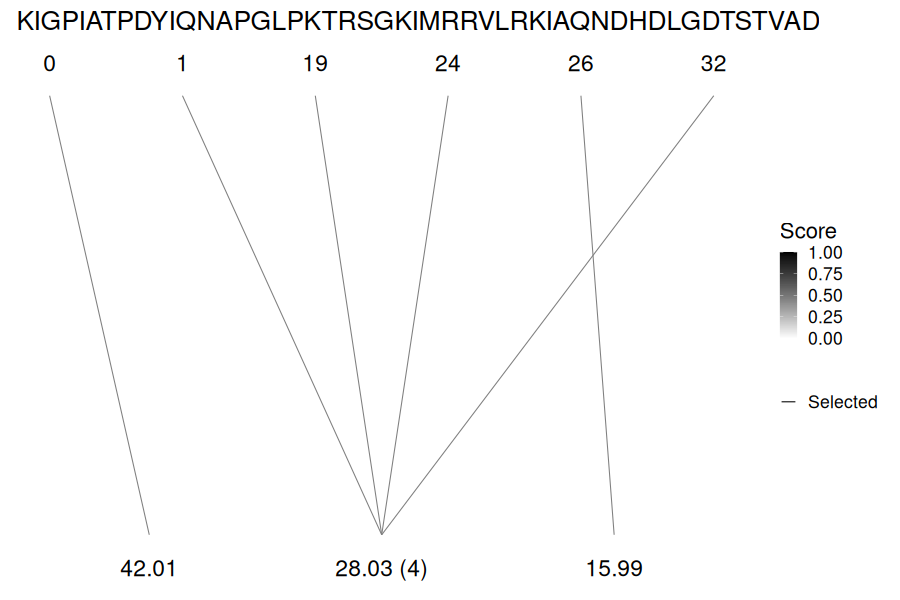 KIGPIATPDYIQNAPGLPKTRSGKIMRRVLRKIAQNDHDLGDTSTVAD
0 1 19 24 26 32
Score
1.00
0.75
0.50
0.25
0.00
Selected
42.01 28.03 (4) 15.99